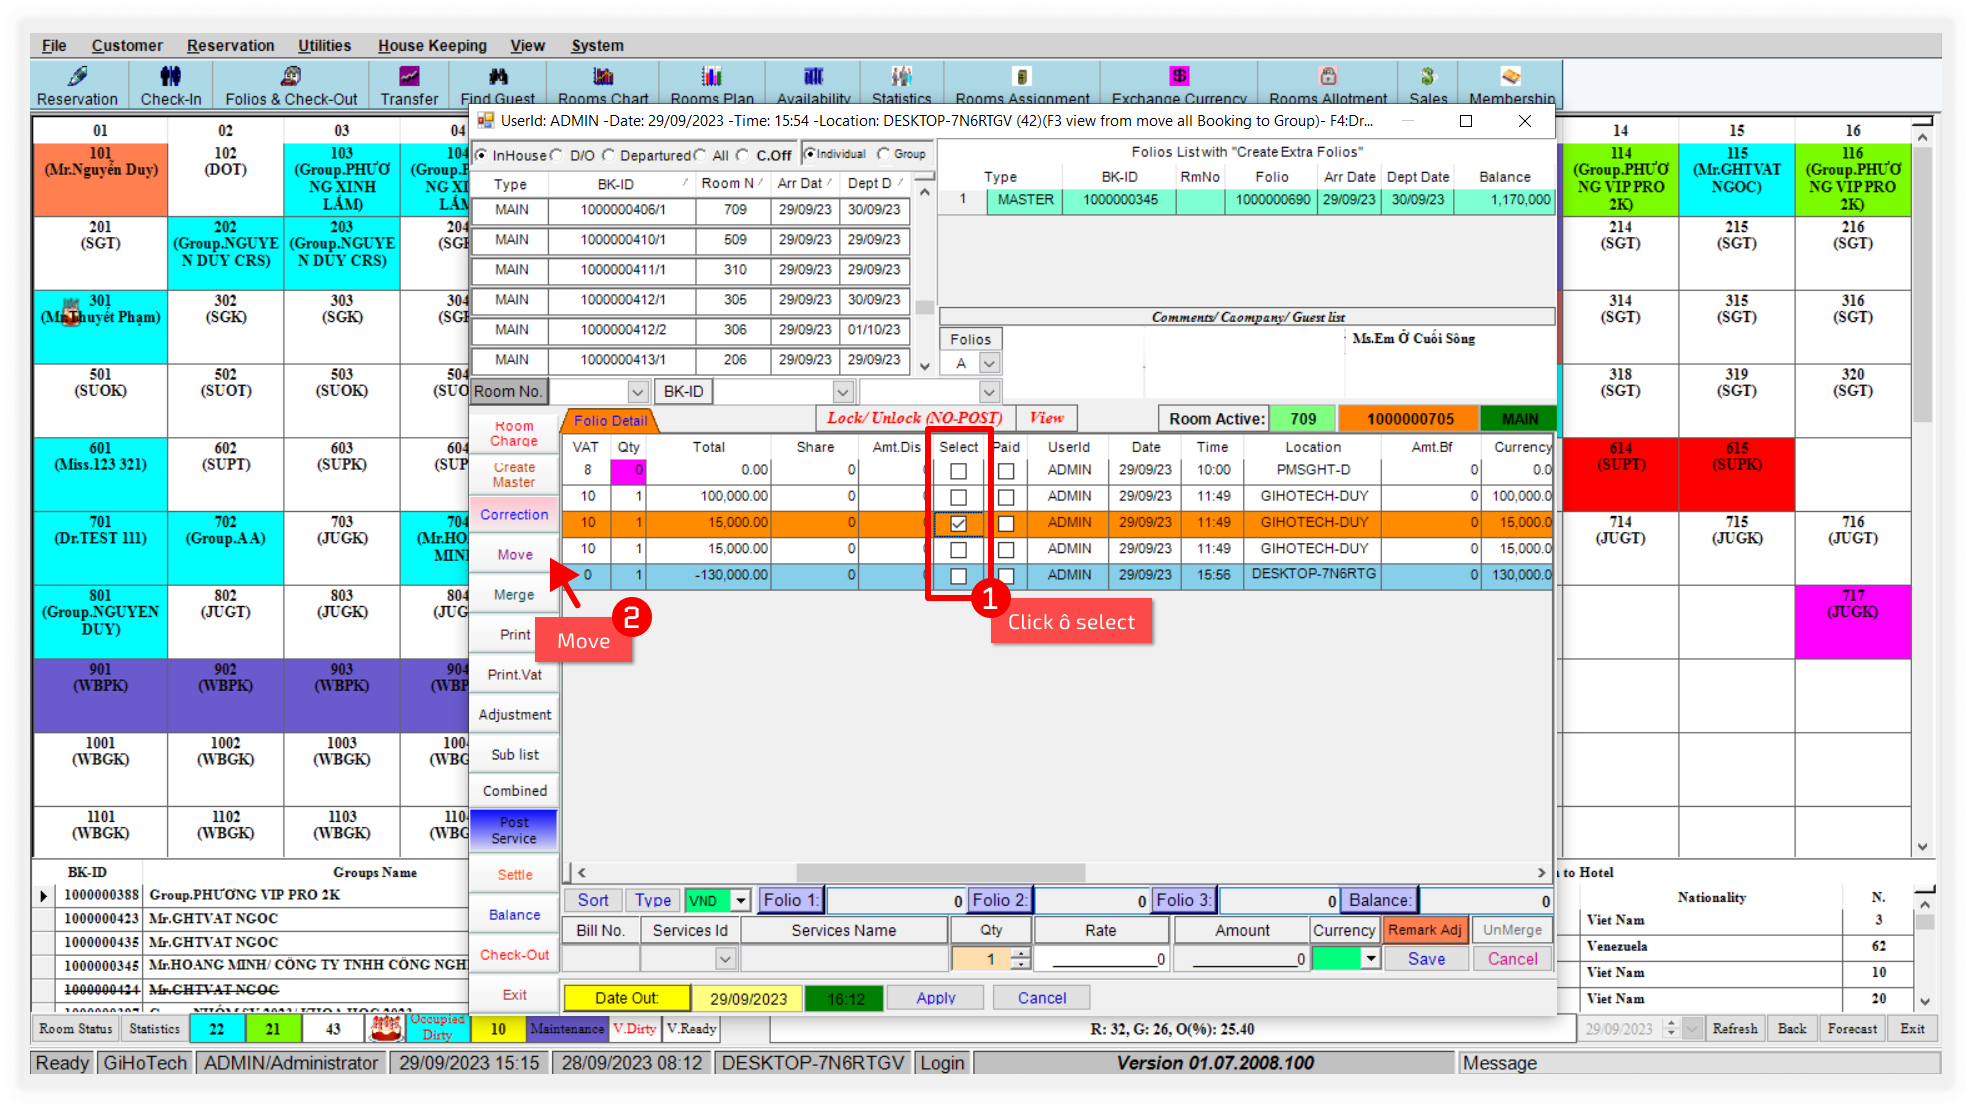 File Customer Reservation Utilities House Keeping View System
Reservation Check-In Folios & Check-Out Transfer Find Guest Rooms Chart Rooms Plan Availability Statistics Rooms Assignment Exchange Currency Rooms Allotment Sales Membership
UserId: ADMIN -Date: 29/09/2023 -Time: 15:54 -Location: DESKTOP-7N6RTGV (42)(F3 view from move all Booking to Group)- F4:Dr...
01 02 03 04 14 15 16
101 (Mr.Nguyễn Duy)
102 (DOT)
103 (Group.PHƯƠNG XINH LẮM)
114 (Group.PHƯƠNG VIP PRO 2K)
115 (Mr.GHTVAT NGOC)
116 (Group.PHƯƠNG VIP PRO 2K)
201 (SGT)
202 (Group.NGUYEN DUY CRS)
203 (Group.NGUYEN DUY CRS)
204
214 (SGT)
215 (SGT)
216 (SGT)
301 (Mr.Thuyết Phạm)
302 (SGK)
303 (SGK)
304
314 (SGT)
315 (SGT)
316 (SGT)
501 (SUOK)
502 (SUOT)
503 (SUOK)
504
318 (SGT)
319 (SGT)
320 (SGT)
601 (Miss.123 321)
602 (SUPT)
603 (SUPK)
604
614 (SUPT)
615 (SUPK)
701 (Dr.TEST 111)
702 (Group.AA)
703 (JUGK)
704
714 (JUGT)
715 (JUGK)
716 (JUGT)
801 (Group.NGUYEN DUY)
802 (JUGT)
803 (JUGK)
804
717 (JUGK)
901 (WBPK)
902 (WBPK)
903 (WBPK)
904
1001 (WBGK)
1002 (WBGK)
1003 (WBGK)
1101 (WBGK)
1102 (WBGK)
1103 (WBGK)
InHouse D/O Departured All C.Off Individual Group
Type BK-ID Room N Arr Dat Dept D
MAIN 1000000406/1 709 29/09/23 30/09/23
MAIN 1000000410/1 509 29/09/23 29/09/23
MAIN 1000000411/1 310 29/09/23 29/09/23
MAIN 1000000412/1 305 29/09/23 30/09/23
MAIN 1000000412/2 306 29/09/23 01/10/23
MAIN 1000000413/1 206 29/09/23 29/09/23
Folios List with "Create Extra Folios"
Type BK-ID RmNo Folio Arr Date Dept Date Balance
1 MASTER 1000000345 1000000690 29/09/23 30/09/23 1,170,000
Comments/ Caompany/ Guest list
Folios
A
Ms.Em Ở Cuối Sông
Room No. BK-ID
Folio Detail Lock/ Unlock (NO-POST) View Room Active: 709 1000000705 MAIN
VAT Qty Total Share Amt.Dis Select Paid UserId Date Time Location Amt.Bf Currency
8 0 0.00 0 ADMIN 29/09/23 10:00 PMSGHT-D 0 0.0
10 1 100,000.00 0 ADMIN 29/09/23 11:49 GIHOTECH-DUY 0 100,000.0
10 1 15,000.00 0 ADMIN 29/09/23 11:49 GIHOTECH-DUY 0 15,000.0
10 1 15,000.00 0 ADMIN 29/09/23 11:49 GIHOTECH-DUY 0 15,000.0
0 1 -130,000.00 0 ADMIN 29/09/23 15:56 DESKTOP-7N6RTG 0 130,000.0
Room Charge
Create Master
Correction
Move
Merge
Print
Print.Vat
Adjustment
Sub list
Combined
Post Service
Settle
Balance
Check-Out
Exit
1
Click ô select
2
Move
Sort Type VND Folio 1: 0 Folio 2: 0 Folio 3: 0 Balance: 0
Bill No. Services Id Services Name Qty Rate Amount Currency Remark Adj UnMerge
1 0 0 Save Cancel
Date Out: 29/09/2023 16:12 Apply Cancel
BK-ID Groups Name
1000000388 Group.PHƯƠNG VIP PRO 2K
1000000423 Mr.GHTVAT NGOC
1000000435 Mr.GHTVAT NGOC
1000000345 Mr.HOANG MINH/ CÔNG TY TNHH CÔNG NGH
1000000424 Mr.GHTVAT NGOC
to Hotel
Nationality N.
Viet Nam 3
Venezuela 62
Viet Nam 10
Viet Nam 20
Room Status Statistics 22 21 43 Occupied Dirty 10 Maintenance V.Dirty V.Ready R: 32, G: 26, O(%): 25.40 29/09/2023 Refresh Back Forecast Exit
Ready GiHoTech ADMIN/Administrator 29/09/2023 15:15 28/09/2023 08:12 DESKTOP-7N6RTGV Login Version 01.07.2008.100 Message